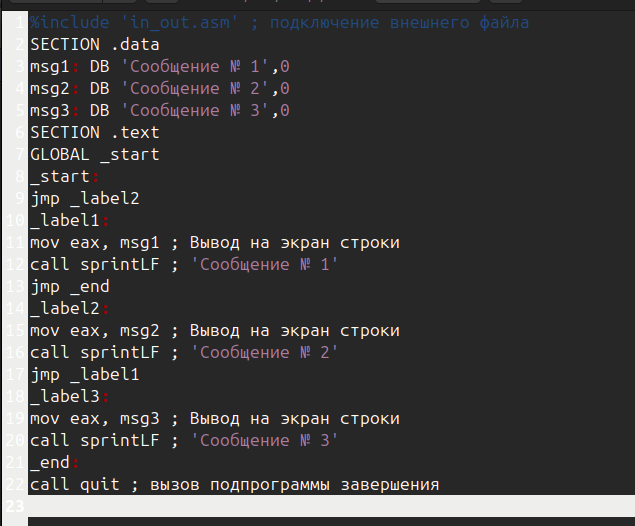 1 %include 'in_out.asm' ; подключение внешнего файла
2 SECTION .data
3 msg1: DB 'Сообщение № 1',0
4 msg2: DB 'Сообщение № 2',0
5 msg3: DB 'Сообщение № 3',0
6 SECTION .text
7 GLOBAL _start
8 _start:
9 jmp _label2
10 _label1:
11 mov eax, msg1 ; Вывод на экран строки
12 call sprintLF ; 'Сообщение № 1'
13 jmp _end
14 _label2:
15 mov eax, msg2 ; Вывод на экран строки
16 call sprintLF ; 'Сообщение № 2'
17 jmp _label1
18 _label3:
19 mov eax, msg3 ; Вывод на экран строки
20 call sprintLF ; 'Сообщение № 3'
21 _end:
22 call quit ; вызов подпрограммы завершения
23